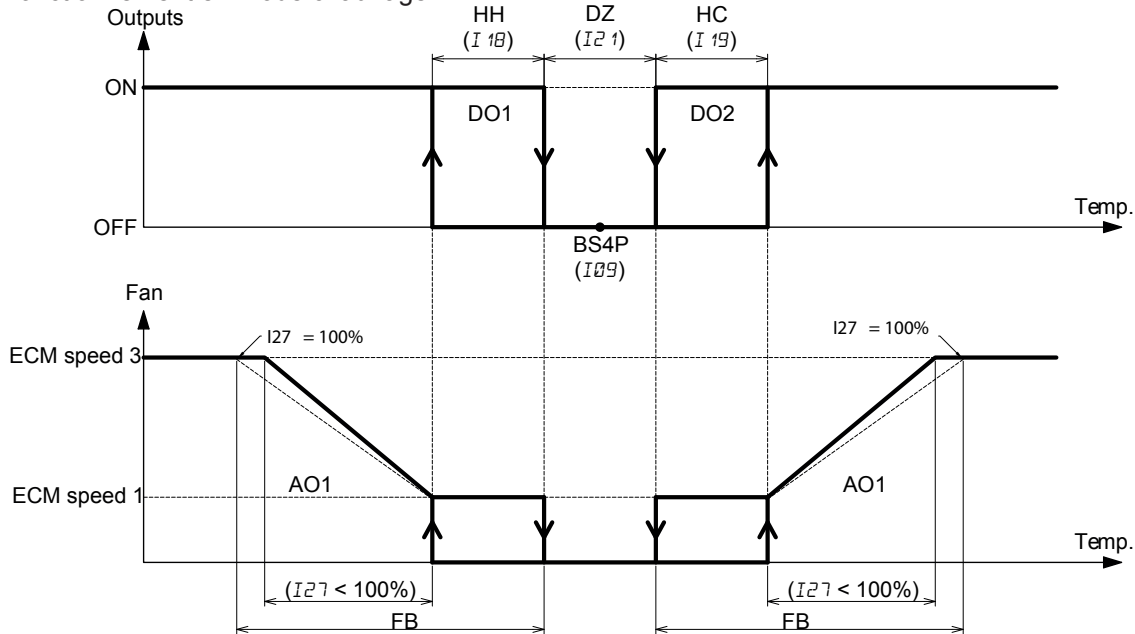 Outputs
HH DZ HC
(I18) (I21) (I19)
ON
DO1 DO2
OFF
Temp.
BS4P
(I09)
Fan
I27 = 100% I27 = 100%
ECM speed 3
AO1 AO1
ECM speed 1
Temp.
(I27 < 100%) (I27 < 100%)
FB FB